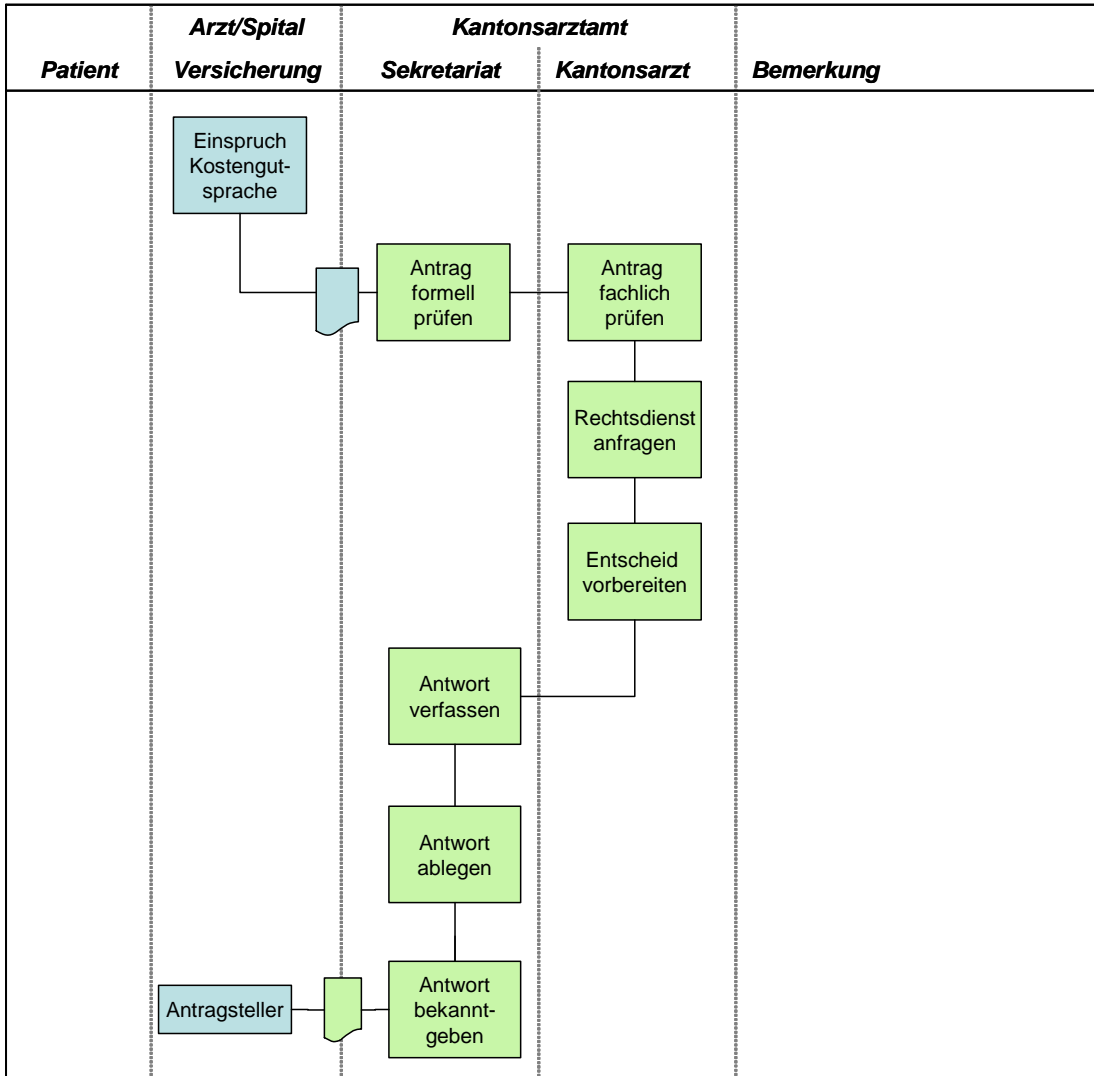 Arzt/Spital
Kantonsarztamt
Patient
Versicherung
Sekretariat
Kantonsarzt
Bemerkung
Einspruch
Kostengut-
sprache
Antrag
formell
prüfen
Antrag
fachlich
prüfen
Rechtsdienst
anfragen
Entscheid
vorbereiten
Antwort
verfassen
Antwort
ablegen
Antragsteller
Antwort
bekannt-
geben